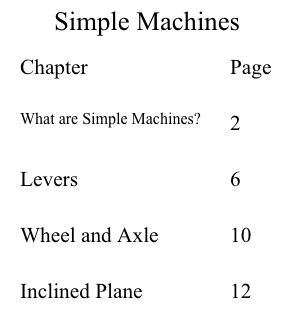 Simple Machines
Chapter Page
What are Simple Machines? 2
Levers 6
Wheel and Axle 10
Inclined Plane 12